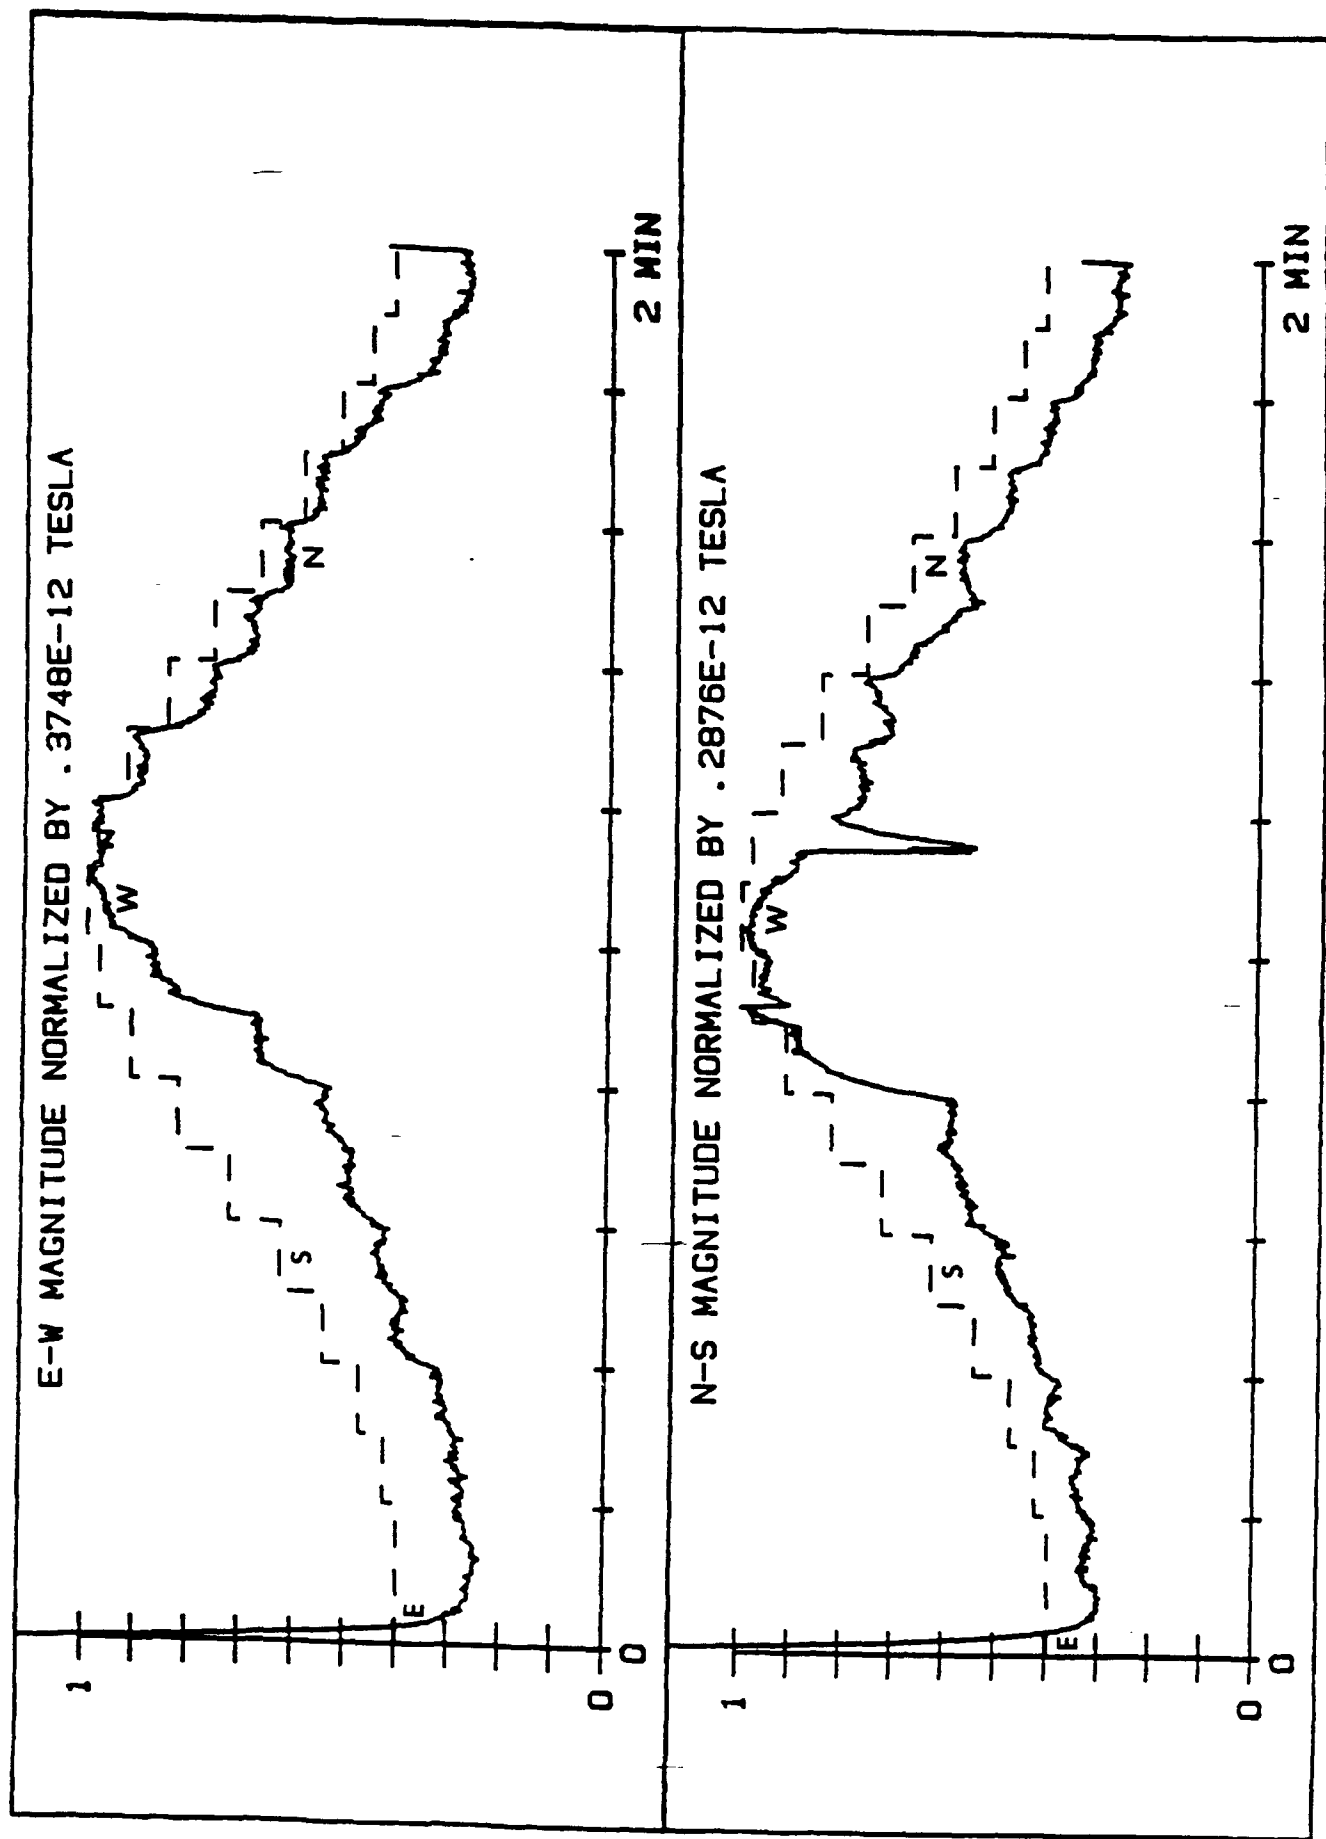 E-W MAGNITUDE NORMALIZED BY .3748E-12 TESLA
1
W
N
S
E
0
0
2 MIN
N-S MAGNITUDE NORMALIZED BY .2876E-12 TESLA
1
W
N
S
E
0
0
2 MIN